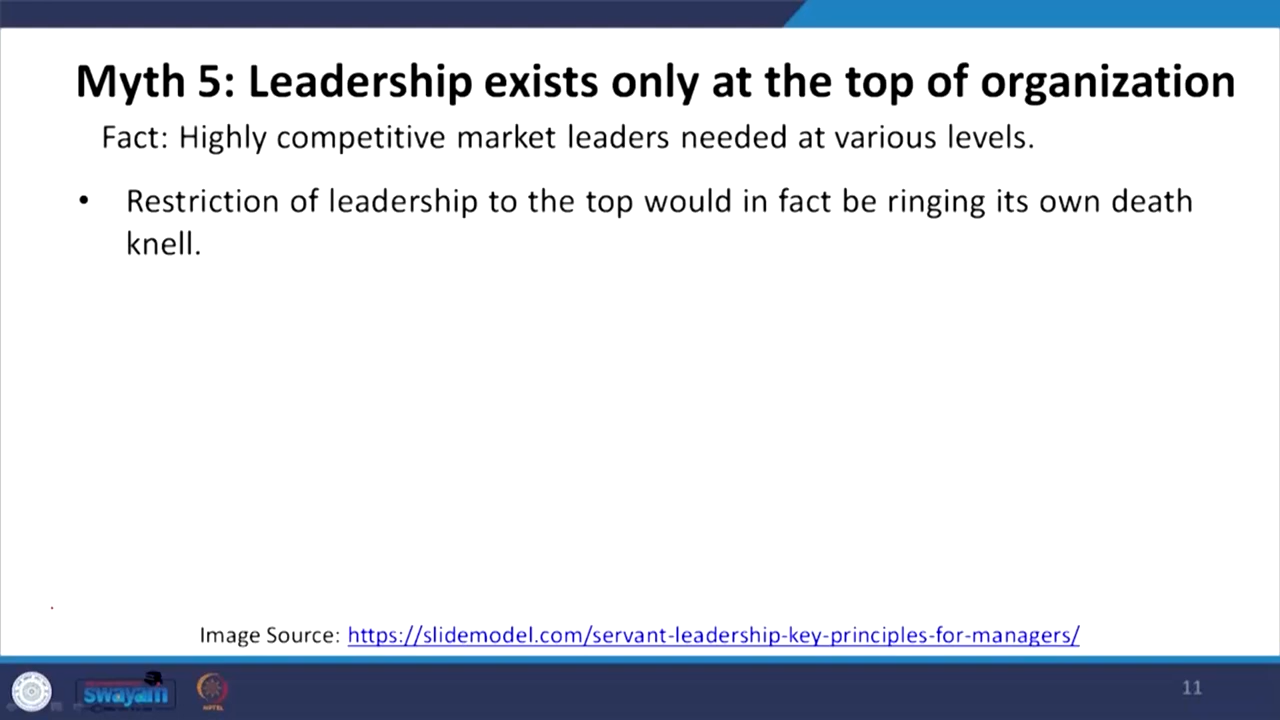 Myth 5: Leadership exists only at the top of organization
Fact: Highly competitive market leaders needed at various levels.
• Restriction of leadership to the top would in fact be ringing its own death
knell.
Image Source: https://slidemodel.com/servant-leadership-key-principles-for-managers/
swayam
NPTEL
11